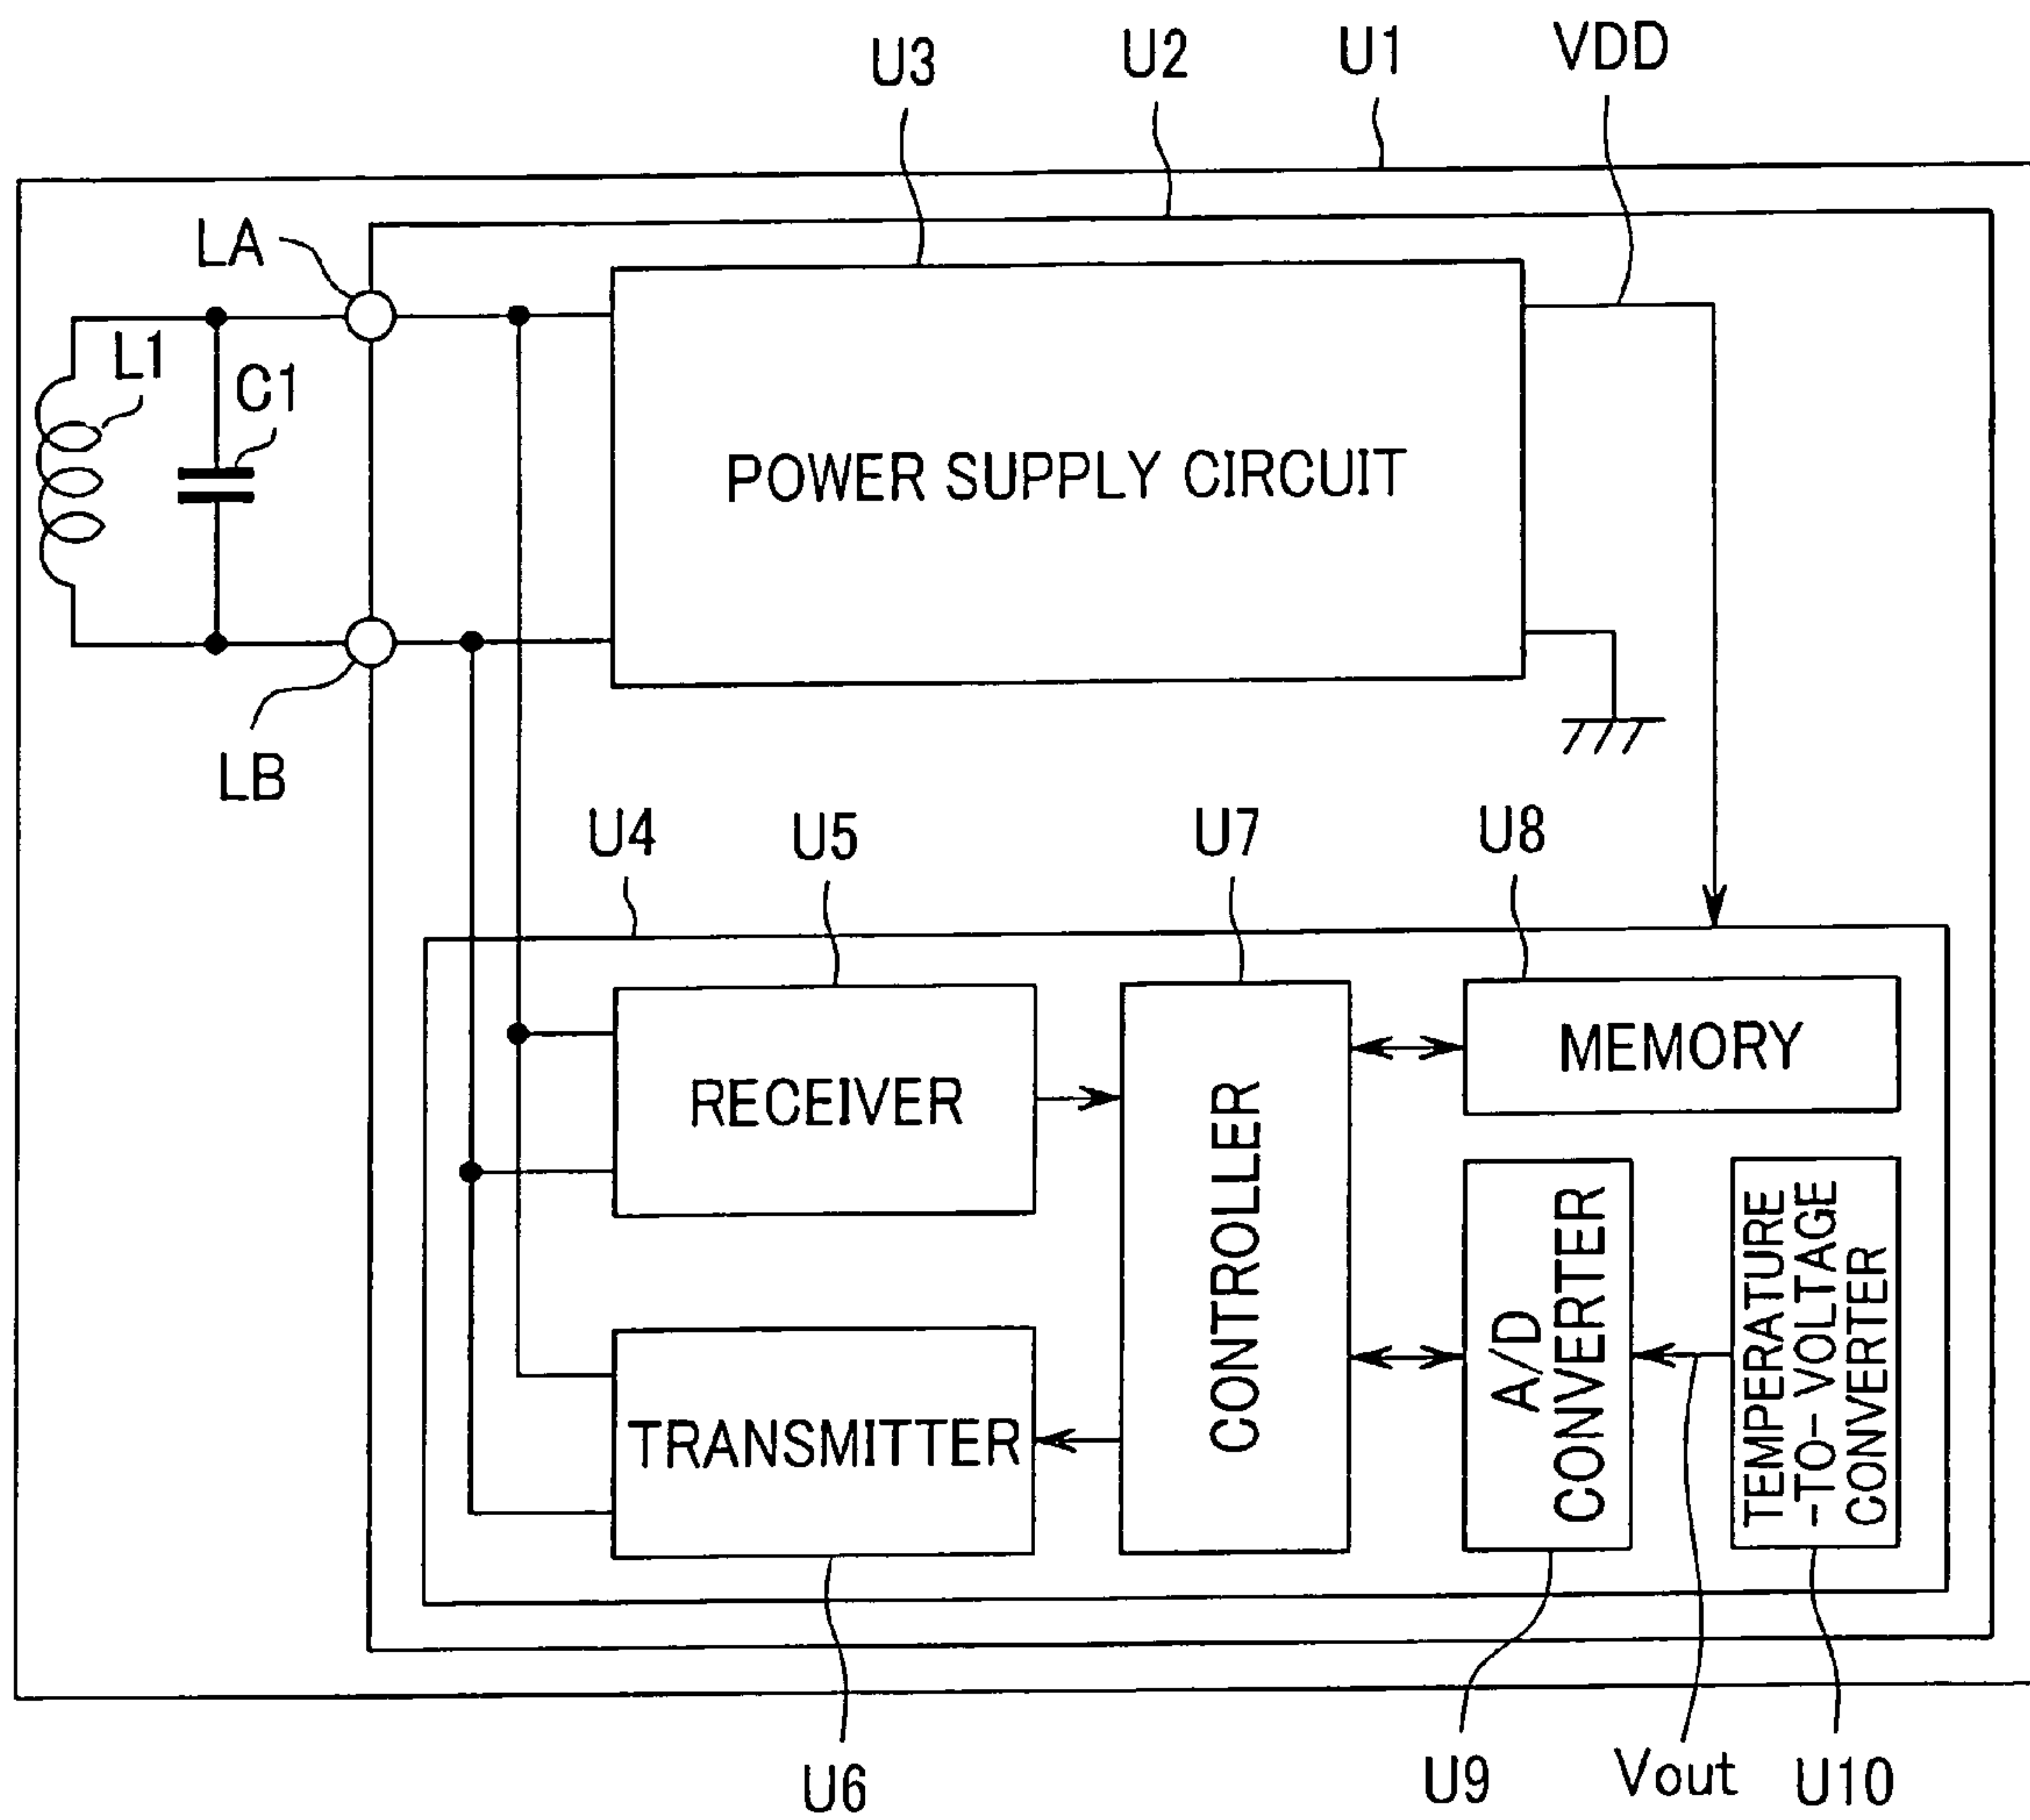 U3
U2
U1
VDD
LA
L1
C1
POWER SUPPLY CIRCUIT
LB
U4
U5
U7
U8
RECEIVER
CONTROLLER
MEMORY
TRANSMITTER
A/D
CONVERTER
TEMPERATURE
-TO-VOLTAGE
CONVERTER
U6
U9
Vout
U10